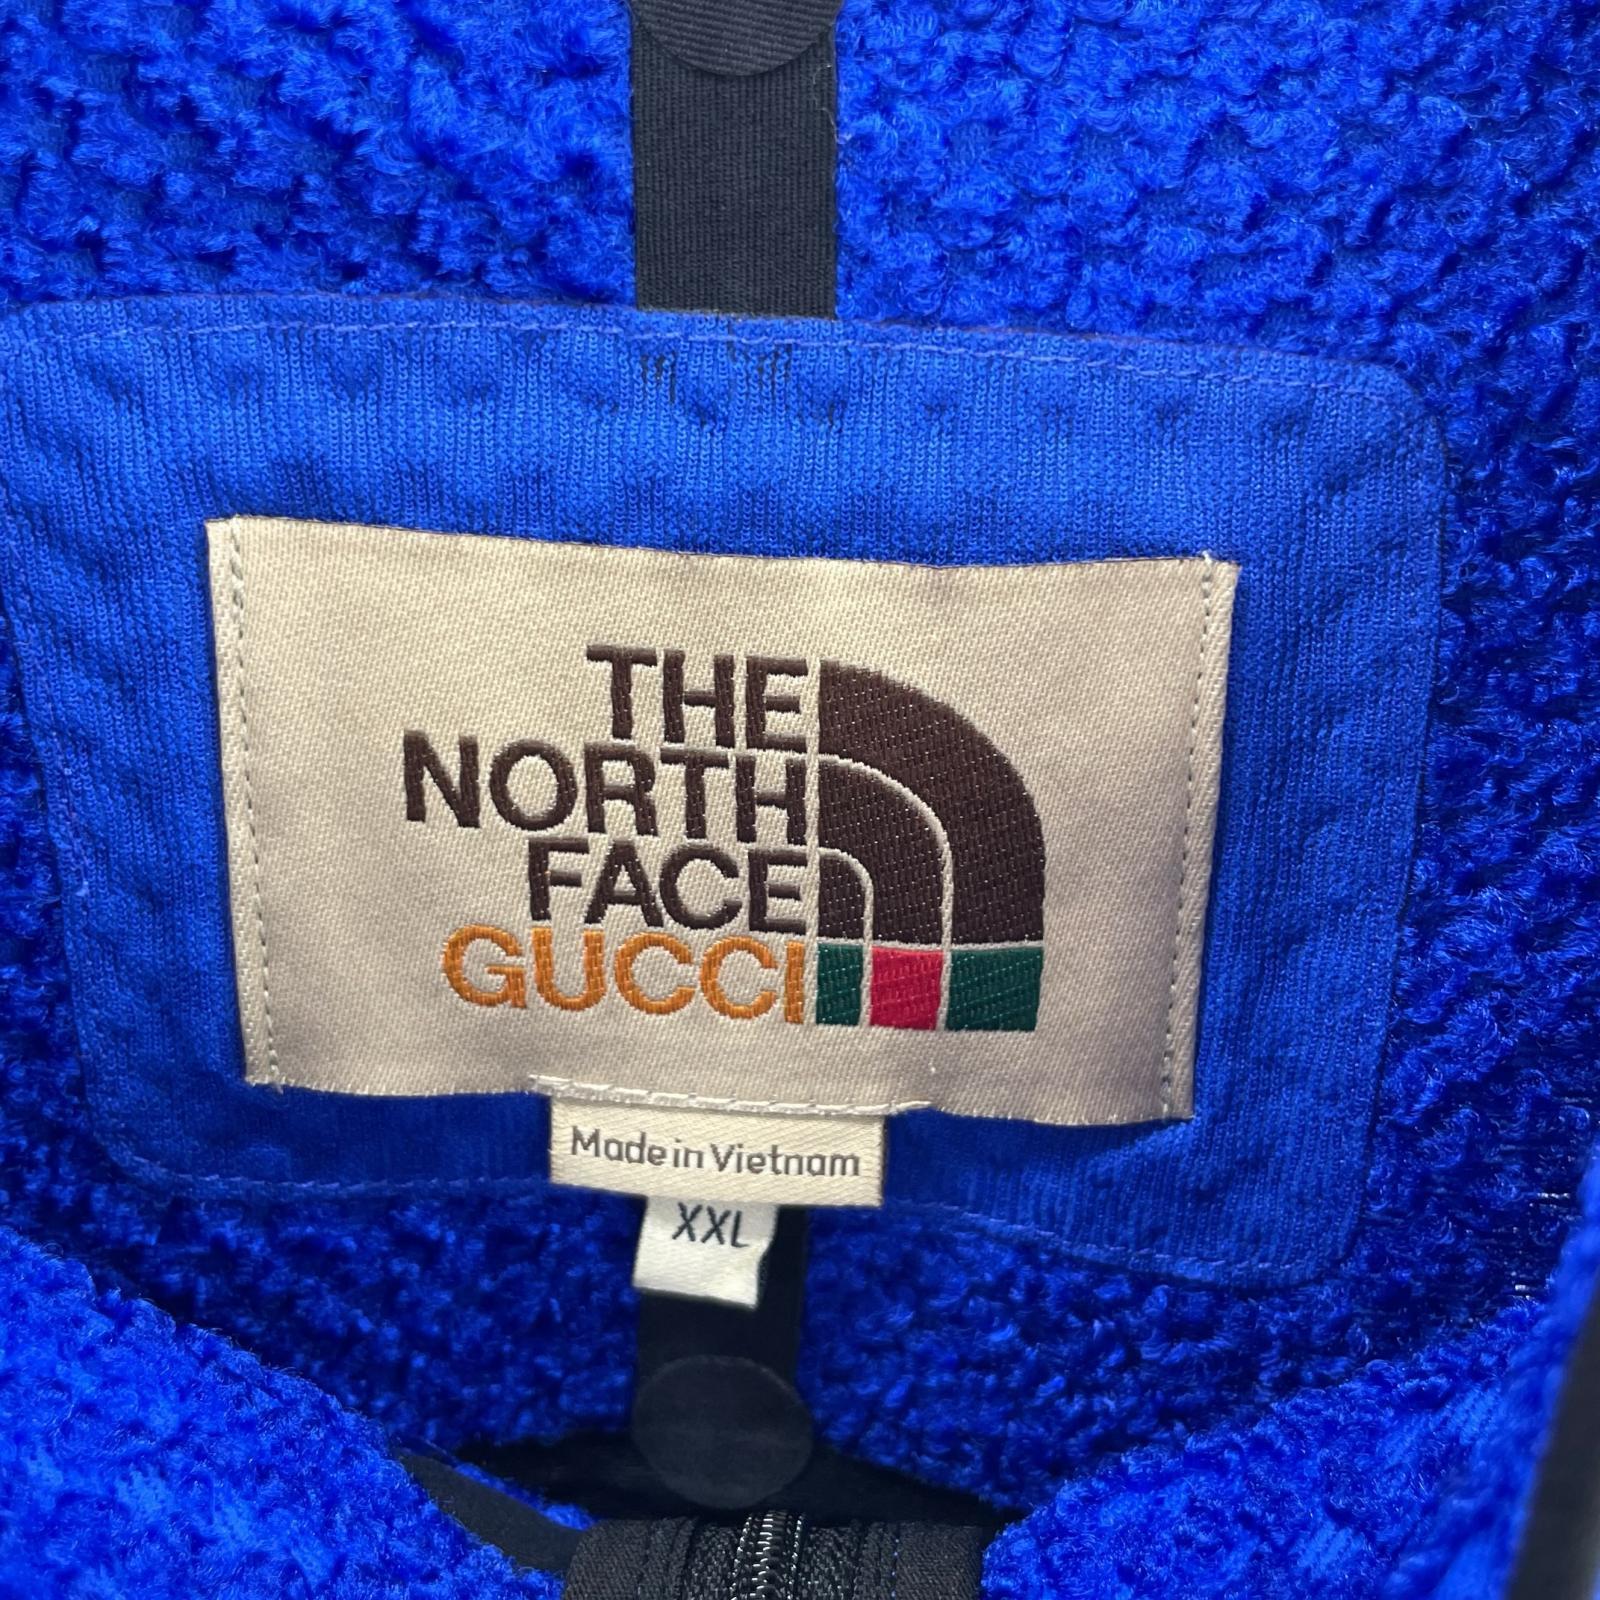 THE
NORTH
FACE
GUCCI
Made in Vietnam
XXL